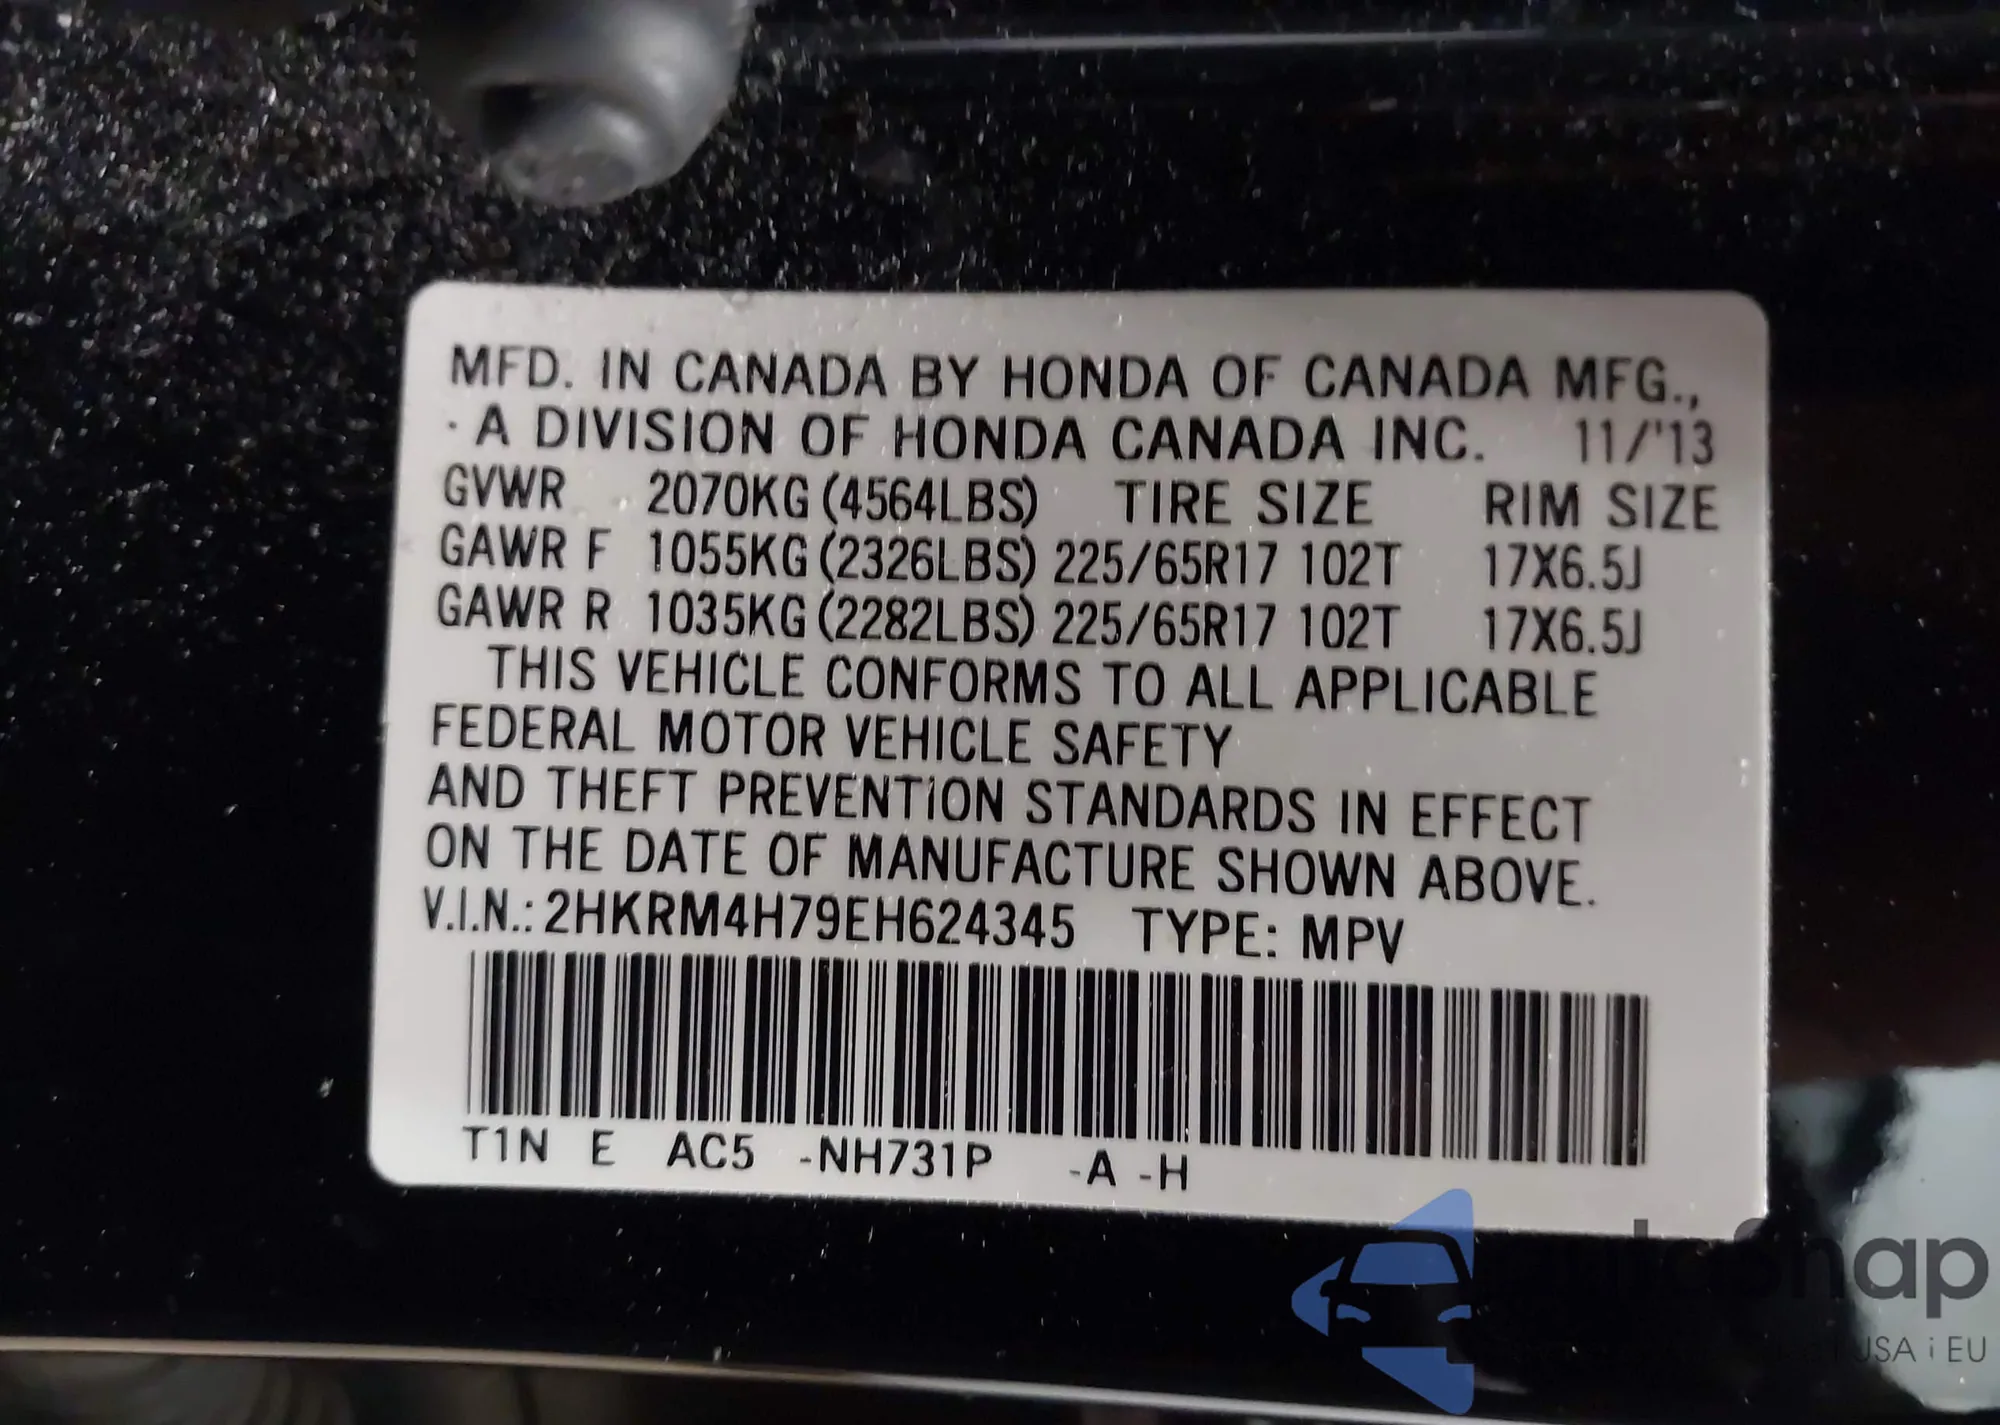 MFD. IN CANADA BY HONDA OF CANADA MFG.,
· A DIVISION OF HONDA CANADA INC. 11/'13
GVWR 2070KG (4564LBS) TIRE SIZE RIM SIZE
GAWR F 1055KG (2326LBS) 225/65R17 102T 17X6.5J
GAWR R 1035KG (2282LBS) 225/65R17 102T 17X6.5J
THIS VEHICLE CONFORMS TO ALL APPLICABLE
FEDERAL MOTOR VEHICLE SAFETY
AND THEFT PREVENTION STANDARDS IN EFFECT
ON THE DATE OF MANUFACTURE SHOWN ABOVE.
V.I.N.: 2HKRM4H79EH624345 TYPE: MPV
T1N E AC5 -NH731P -A -H
USA i EU